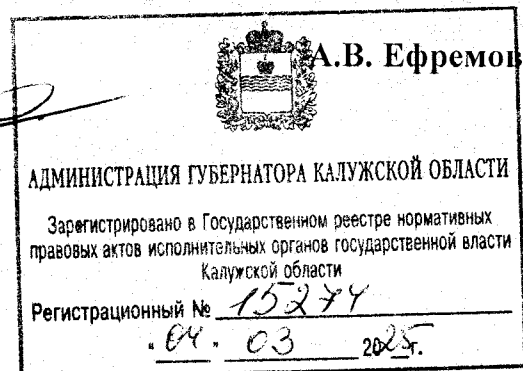 А.В. Ефремов
АДМИНИСТРАЦИЯ ГУБЕРНАТОРА КАЛУЖСКОЙ ОБЛАСТИ
Зарегистрировано в Государственном реестре нормативных
правовых актов исполнительных органов государственной власти
Калужской области
Регистрационный № 15274
"04" 03 2025г.